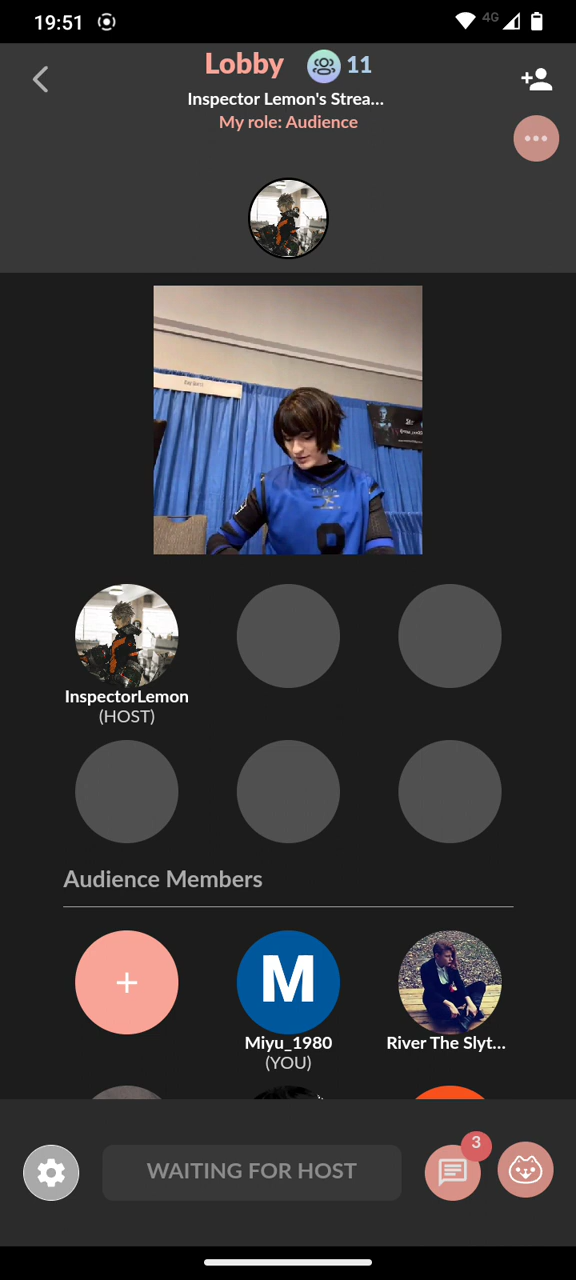 19:51
4G
Lobby
11
Inspector Lemon's Strea...
My role: Audience
InspectorLemon
(HOST)
Audience Members
M
Miyu_1980
(YOU)
River The Slyt...
3
WAITING FOR HOST